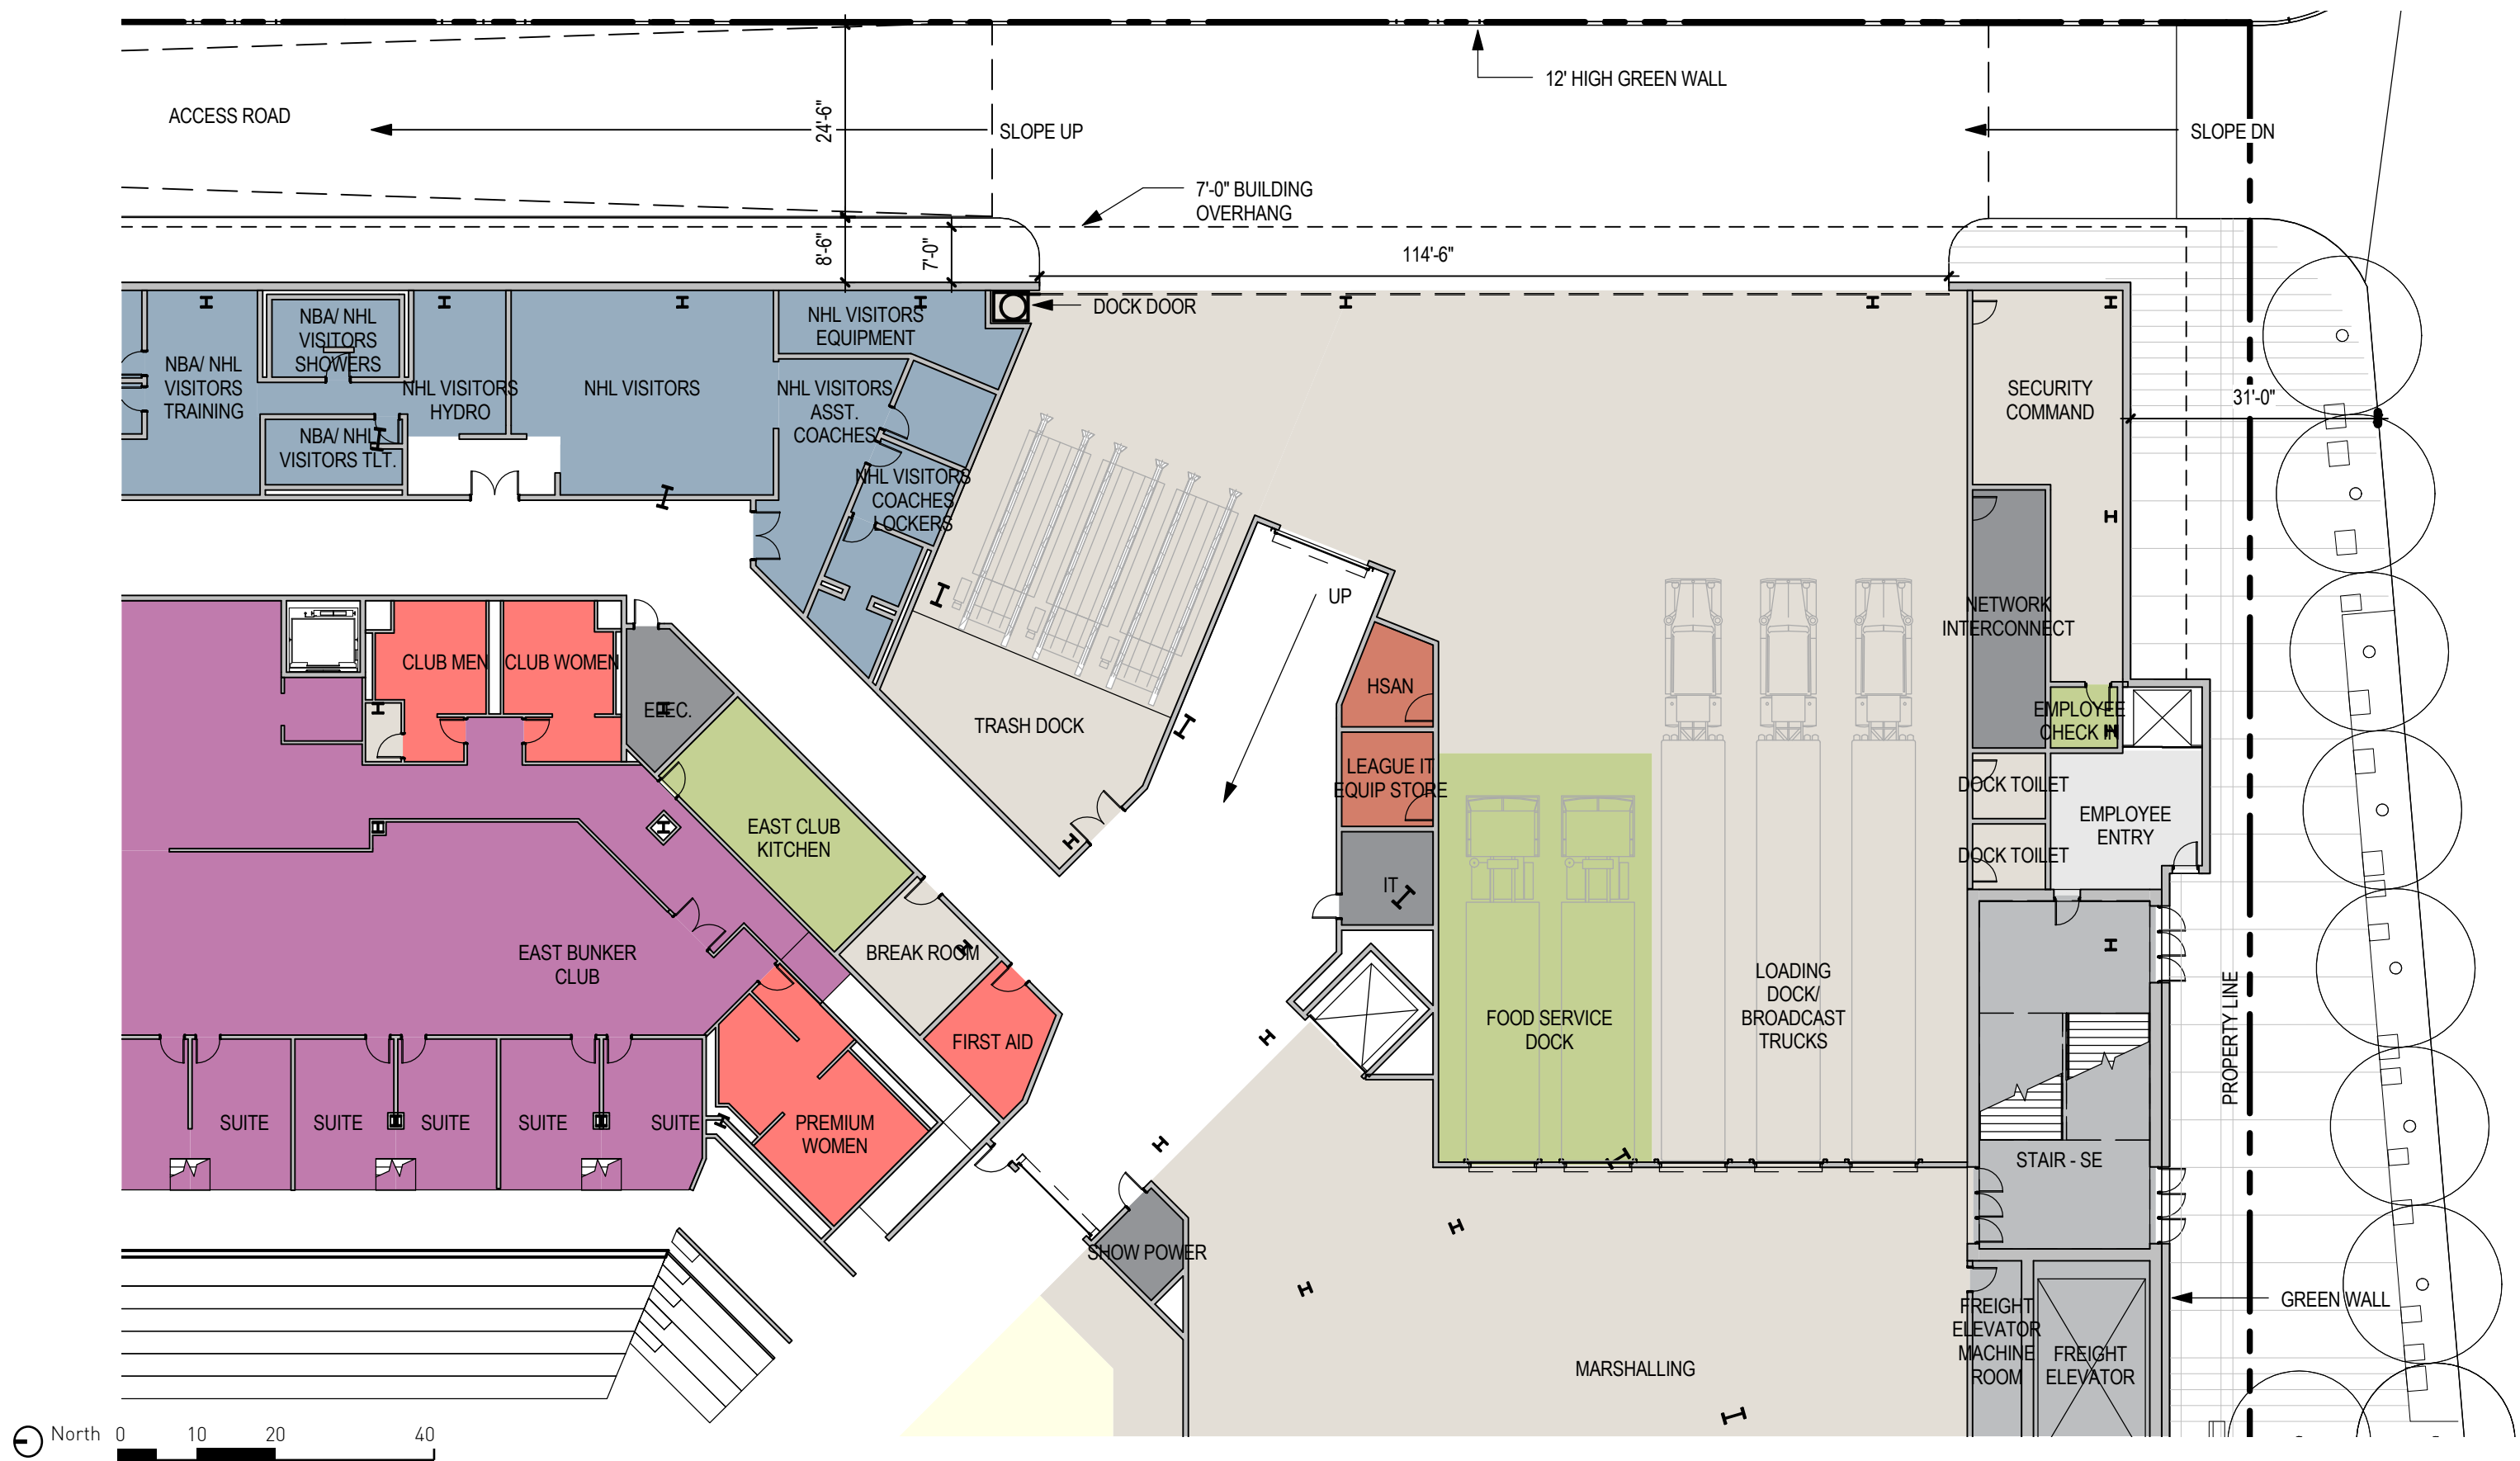 12' HIGH GREEN WALL
ACCESS ROAD
24'-6"
SLOPE UP
SLOPE DN
7'-0" BUILDING
OVERHANG
8'-6"
7'-0"
114'-6"
DOCK DOOR
NBA/ NHL
VISITORS
SHOWERS
NHL VISITORS
EQUIPMENT
NBA/ NHL
VISITORS
TRAINING
NHL VISITORS
HYDRO
NHL VISITORS
NHL VISITORS
ASST.
COACHES
SECURITY
COMMAND
31'-0"
NBA/ NHL
VISITORS TLT.
NHL VISITORS
COACHES
LOCKERS
UP
NETWORK
INTERCONNECT
CLUB MEN
CLUB WOMEN
HSAN
ELEC.
TRASH DOCK
EMPLOYEE
CHECK IN
LEAGUE IT
EQUIP STORE
DOCK TOILET
EAST CLUB
KITCHEN
EMPLOYEE
ENTRY
DOCK TOILET
IT
EAST BUNKER
CLUB
BREAK ROOM
LOADING
DOCK/
BROADCAST
TRUCKS
FOOD SERVICE
DOCK
PROPERTY LINE
FIRST AID
SUITE
SUITE
SUITE
SUITE
SUITE
PREMIUM
WOMEN
STAIR - SE
SHOW POWER
GREEN WALL
FREIGHT
ELEVATOR
MACHINE
ROOM
FREIGHT
ELEVATOR
MARSHALLING
North 0 10 20 40